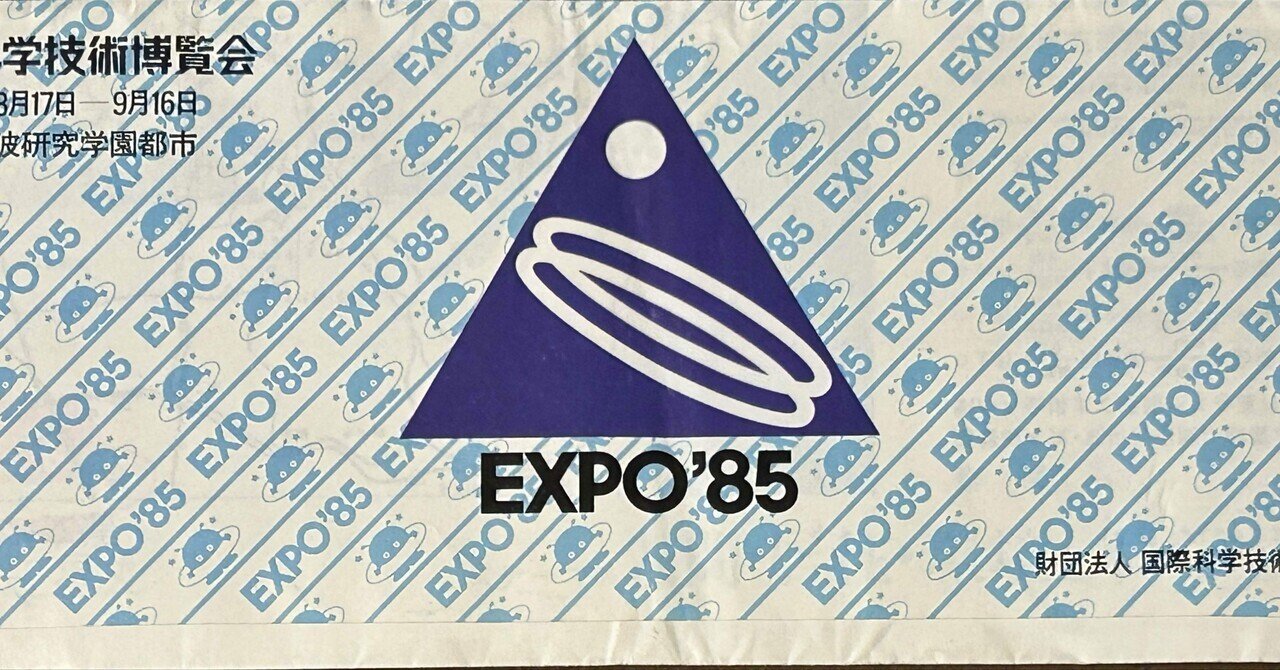 学技術博覧会
3月17日—9月16日
波研究学園都市
EXPO'85
財団法人 国際科学技術